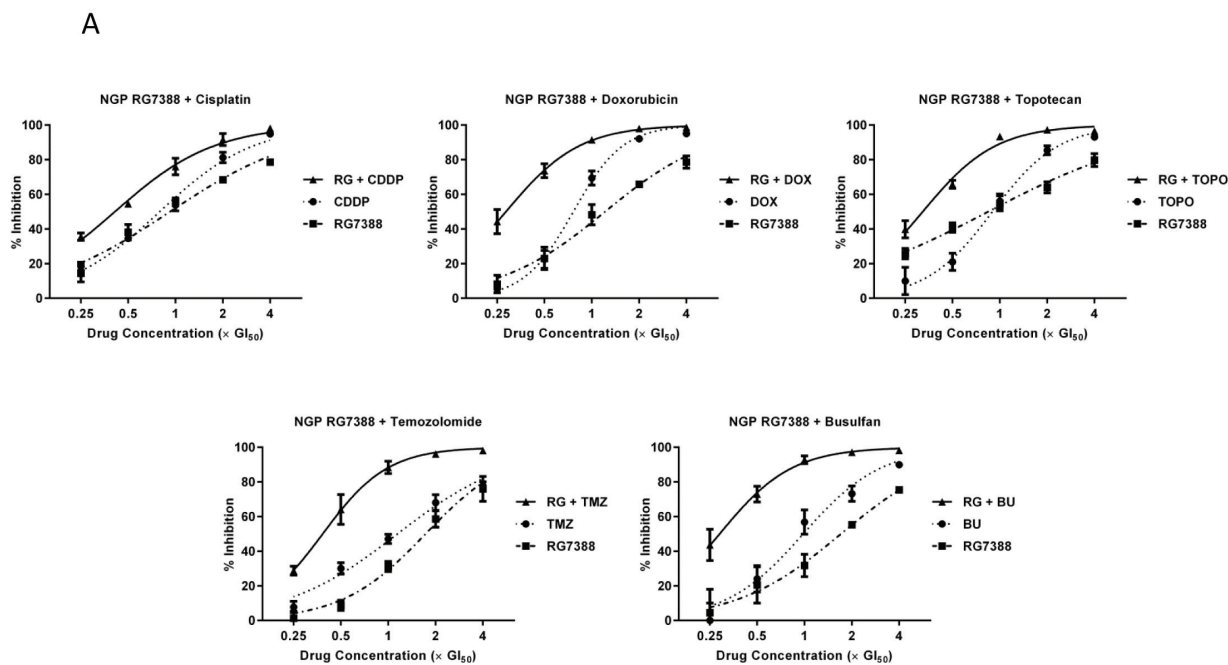 A
NGP RG7388 + Cisplatin
% Inhibition
100
80
60
40
20
0
0.25 0.5 1 2 4
Drug Concentration (× GI₅₀)
RG + CDDP
CDDP
RG7388
NGP RG7388 + Doxorubicin
% Inhibition
100
80
60
40
20
0
0.25 0.5 1 2 4
Drug Concentration (× GI₅₀)
RG + DOX
DOX
RG7388
NGP RG7388 + Topotecan
% Inhibition
100
80
60
40
20
0
0.25 0.5 1 2 4
Drug Concentration (× GI₅₀)
RG + TOPO
TOPO
RG7388
NGP RG7388 + Temozolomide
% Inhibition
100
80
60
40
20
0
0.25 0.5 1 2 4
Drug Concentration (× GI₅₀)
RG + TMZ
TMZ
RG7388
NGP RG7388 + Busulfan
% Inhibition
100
80
60
40
20
0
0.25 0.5 1 2 4
Drug Concentration (× GI₅₀)
RG + BU
BU
RG7388